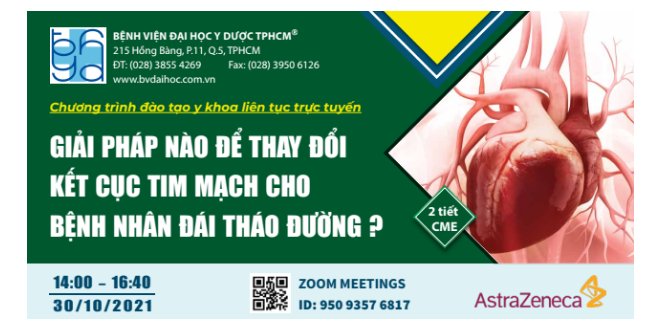 BỆNH VIỆN ĐẠI HỌC Y DƯỢC TPHCM®
215 Hồng Bàng, P.11, Q.5, TPHCM
ĐT: (028) 3855 4269 Fax: (028) 3950 6126
www.bvdaihoc.com.vn
Chương trình đào tạo y khoa liên tục trực tuyến
GIẢI PHÁP NÀO ĐỂ THAY ĐỔI
KẾT CỤC TIM MẠCH CHO
BỆNH NHÂN ĐÁI THÁO ĐƯỜNG ?
2 tiết
CME
14:00 – 16:40
30/10/2021
ZOOM MEETINGS
ID: 950 9357 6817
AstraZeneca